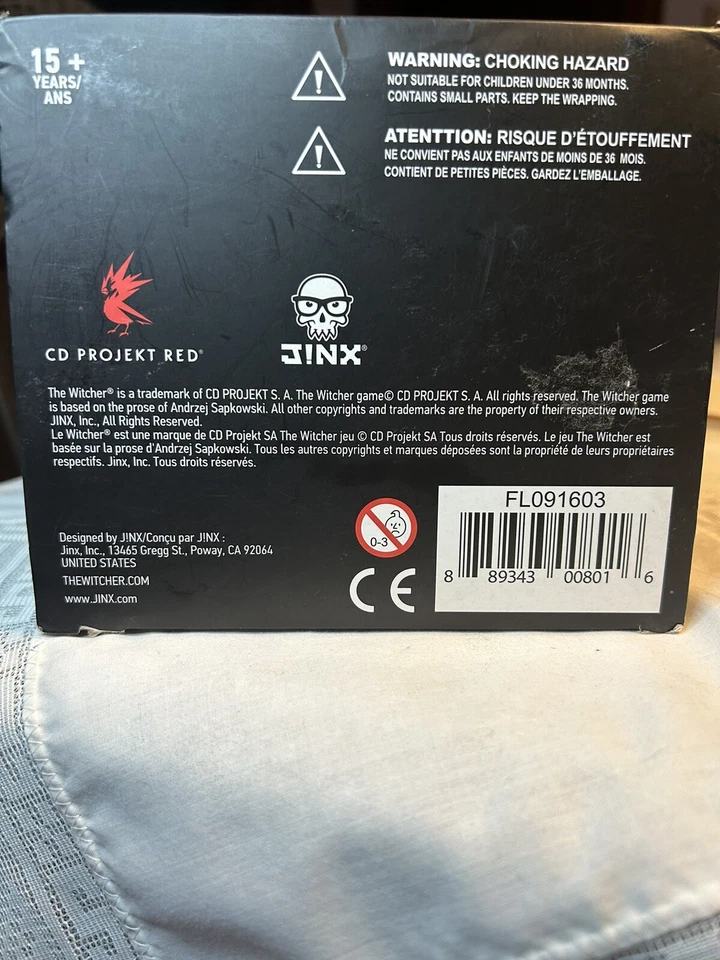 15 +
YEARS/
ANS
WARNING: CHOKING HAZARD
NOT SUITABLE FOR CHILDREN UNDER 36 MONTHS.
CONTAINS SMALL PARTS. KEEP THE WRAPPING.
ATENTTION: RISQUE D'ÉTOUFFEMENT
NE CONVIENT PAS AUX ENFANTS DE MOINS DE 36 MOIS.
CONTIENT DE PETITES PIÈCES. GARDEZ L'EMBALLAGE.
CD PROJEKT RED®
J!NX®
The Witcher® is a trademark of CD PROJEKT S. A. The Witcher game© CD PROJEKT S. A. All rights reserved. The Witcher game
is based on the prose of Andrzej Sapkowski. All other copyrights and trademarks are the property of their respective owners.
JINX, Inc., All Rights Reserved.
Le Witcher® est une marque de CD Projekt SA The Witcher jeu © CD Projekt SA Tous droits réservés. Le jeu The Witcher est
basée sur la prose d'Andrzej Sapkowski. Tous les autres copyrights et marques déposées sont la propriété de leurs propriétaires
respectifs. Jinx, Inc. Tous droits réservés.
Designed by J!NX/Conçu par J!NX :
Jinx, Inc., 13465 Gregg St., Poway, CA 92064
UNITED STATES
THEWITCHER.COM
www.JINX.com
0-3
CE
FL091603
8 89343 00801 6